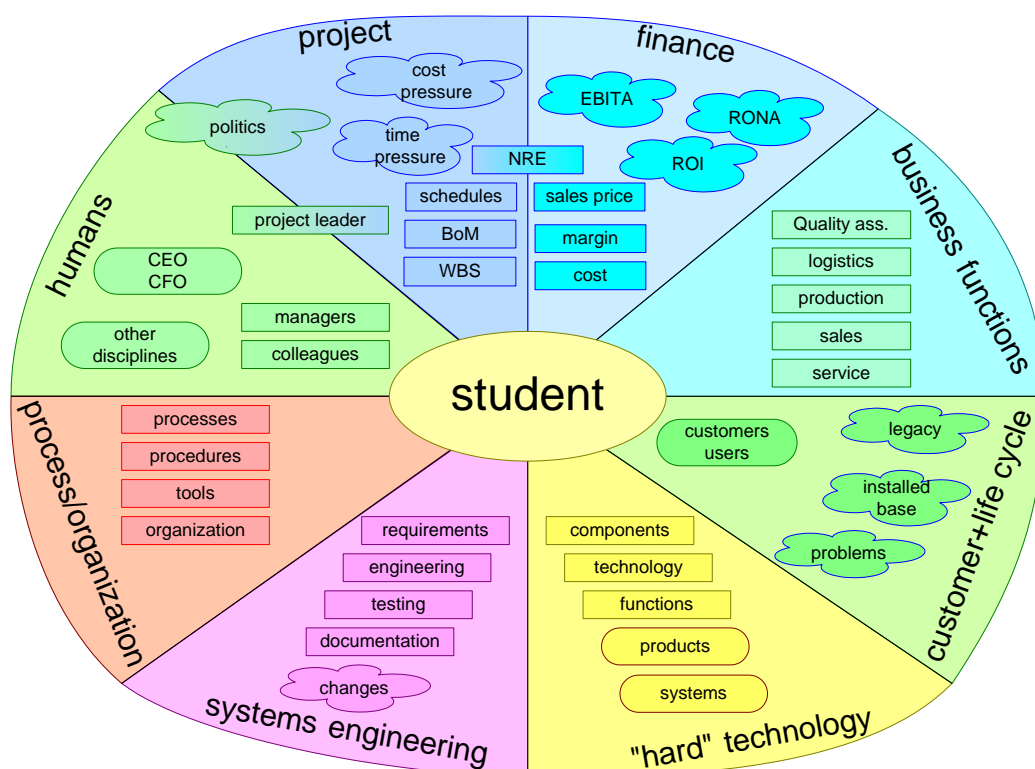 project
finance
cost
pressure
EBITA
RONA
politics
time
pressure
NRE
ROI
schedules
sales price
project leader
BoM
margin
WBS
cost
humans
CEO
CFO
managers
other
disciplines
colleagues
business functions
Quality ass.
logistics
production
sales
service
student
process/organization
processes
procedures
tools
organization
customers
users
legacy
installed
base
problems
customer+life cycle
requirements
engineering
testing
documentation
changes
systems engineering
components
technology
functions
products
systems
"hard" technology